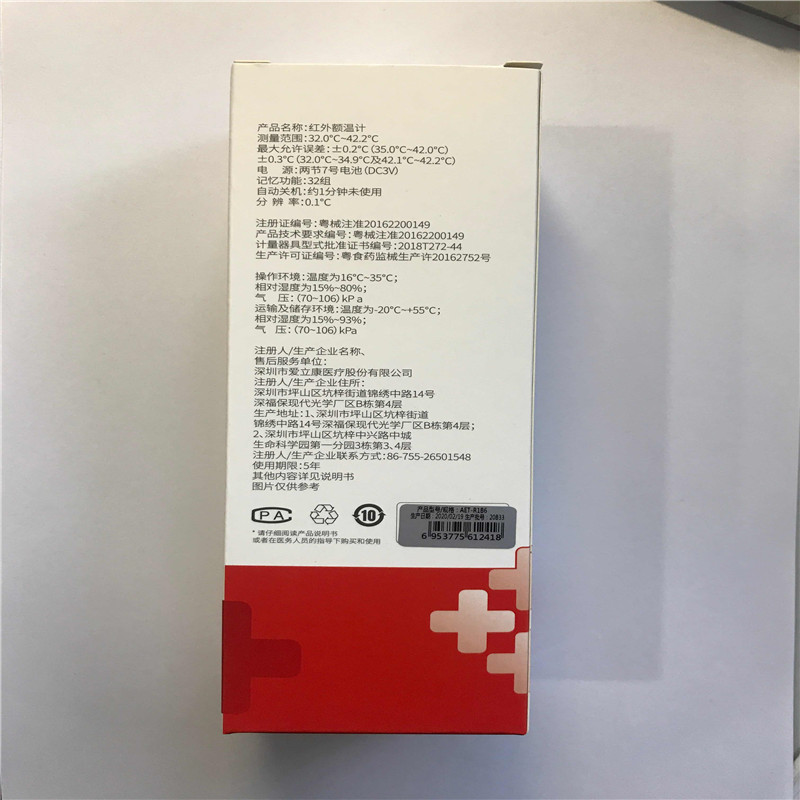 产品名称:红外额温计
测量范围:32.0°C~42.2°C
最大允许误差:±0.2°C(35.0°C~42.0°C)
±0.3°C(32.0°C~34.9°C及42.1°C~42.2°C)
电 源:两节7号电池(DC3V)
记忆功能:32组
自动关机:约1分钟未使用
分 辨 率:0.1°C
注册证编号:粤械注准20162200149
产品技术要求编号:粤械注准20162200149
计量器具型式批准证书编号:2018T272-44
生产许可证编号:粤食药监械生产许20162752号
操作环境:温度为16°C~35°C;
相对湿度为15%~80%;
气 压:(70~106)kP a
运输及储存环境:温度为-20°C~+55°C;
相对湿度为15%~93%;
气 压:(70~106)kPa
注册人/生产企业名称、
售后服务单位:
深圳市爱立康医疗股份有限公司
注册人/生产企业住所:
深圳市坪山区坑梓街道锦绣中路14号
深福保现代光学厂区B栋第4层
生产地址:1、深圳市坪山区坑梓街道
锦绣中路14号深福保现代光学厂区B栋第4层;
2、深圳市坪山区坑梓中兴路中城
生命科学园第一分园3栋第3、4层
注册人/生产企业联系方式:86-755-26501548
使用期限:5年
其他内容详见说明书
图片仅供参考
CPA
10
*请仔细阅读产品说明书
或者在医务人员的指导下购买和使用
产品型号/规格:AET-R1B6
生产日期:2020/02/19 生产批号:20B33
6 953775 612418